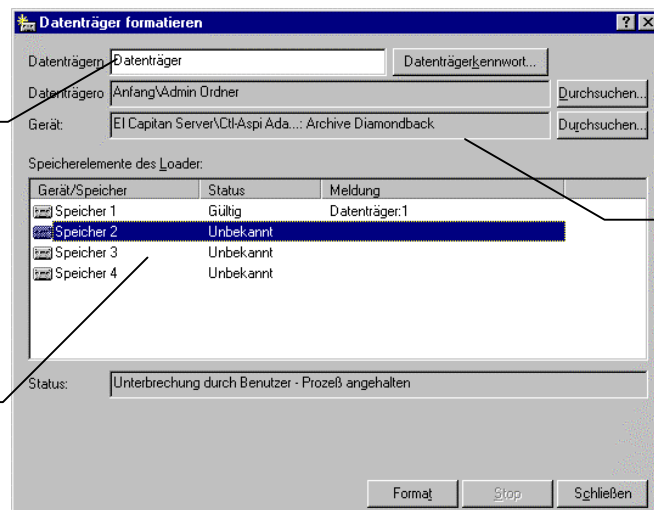 Datenträger formatieren
Datenträgern Datenträger Datenträgerkennwort...
Datenträgero Anfang\Admin Ordner Durchsuchen...
Gerät: El Capitan Server\Ctl-Aspi Ada...: Archive Diamondback Durchsuchen...
Speicherelemente des Loader:
Gerät/Speicher Status Meldung
Speicher 1 Gültig Datenträger:1
Speicher 2 Unbekannt
Speicher 3 Unbekannt
Speicher 4 Unbekannt
Status: Unterbrechung durch Benutzer - Prozeß angehalten
Format Stop Schließen